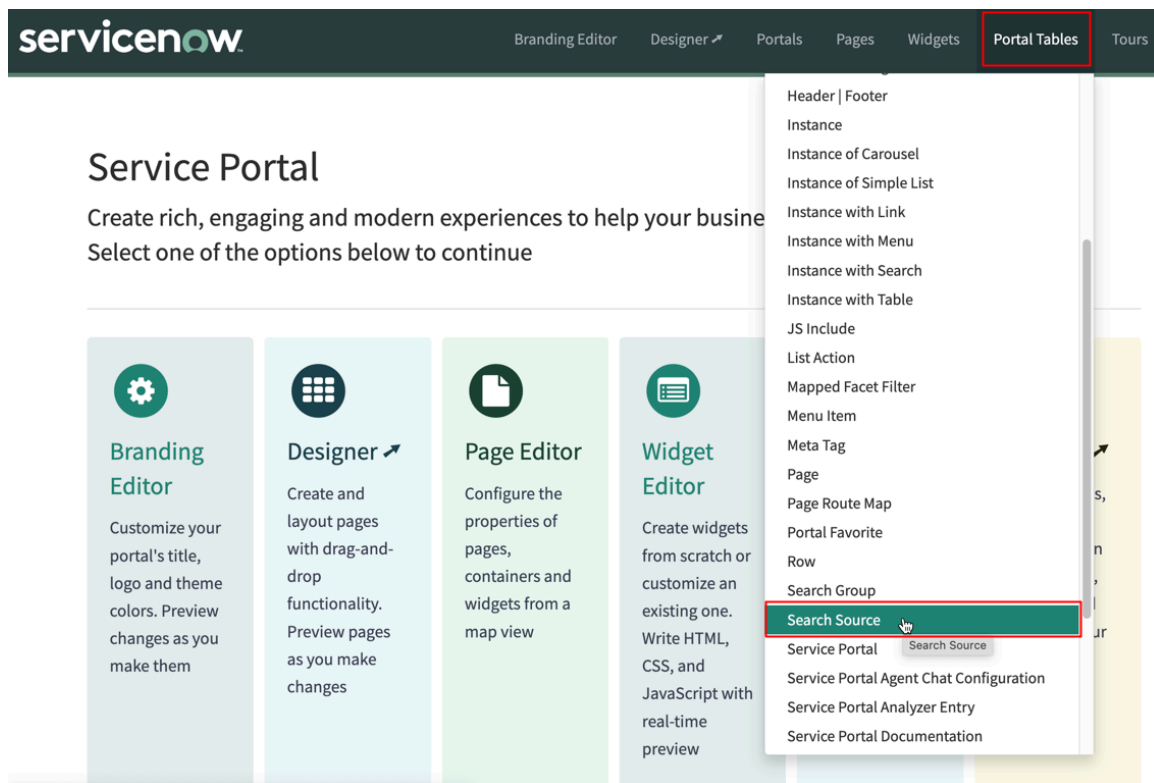 servicenow
Branding Editor
Designer
Portals
Pages
Widgets
Portal Tables
Tours
Service Portal
Create rich, engaging and modern experiences to help your busine
Select one of the options below to continue
Header | Footer
Instance
Instance of Carousel
Instance of Simple List
Instance with Link
Instance with Menu
Instance with Search
Instance with Table
JS Include
List Action
Mapped Facet Filter
Menu Item
Meta Tag
Page
Page Route Map
Portal Favorite
Row
Search Group
Search Source
Search Source
Service Portal
Service Portal Agent Chat Configuration
Service Portal Analyzer Entry
Service Portal Documentation
Branding
Editor
Customize your
portal's title,
logo and theme
colors. Preview
changes as you
make them
Designer
Create and
layout pages
with drag-and-
drop
functionality.
Preview pages
as you make
changes
Page Editor
Configure the
properties of
pages,
containers and
widgets from a
map view
Widget
Editor
Create widgets
from scratch or
customize an
existing one.
Write HTML,
CSS, and
JavaScript with
real-time
preview